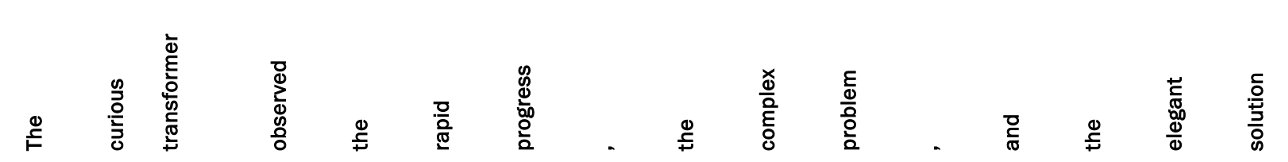 The curious transformer observed the rapid progress , the complex problem , and the elegant solution